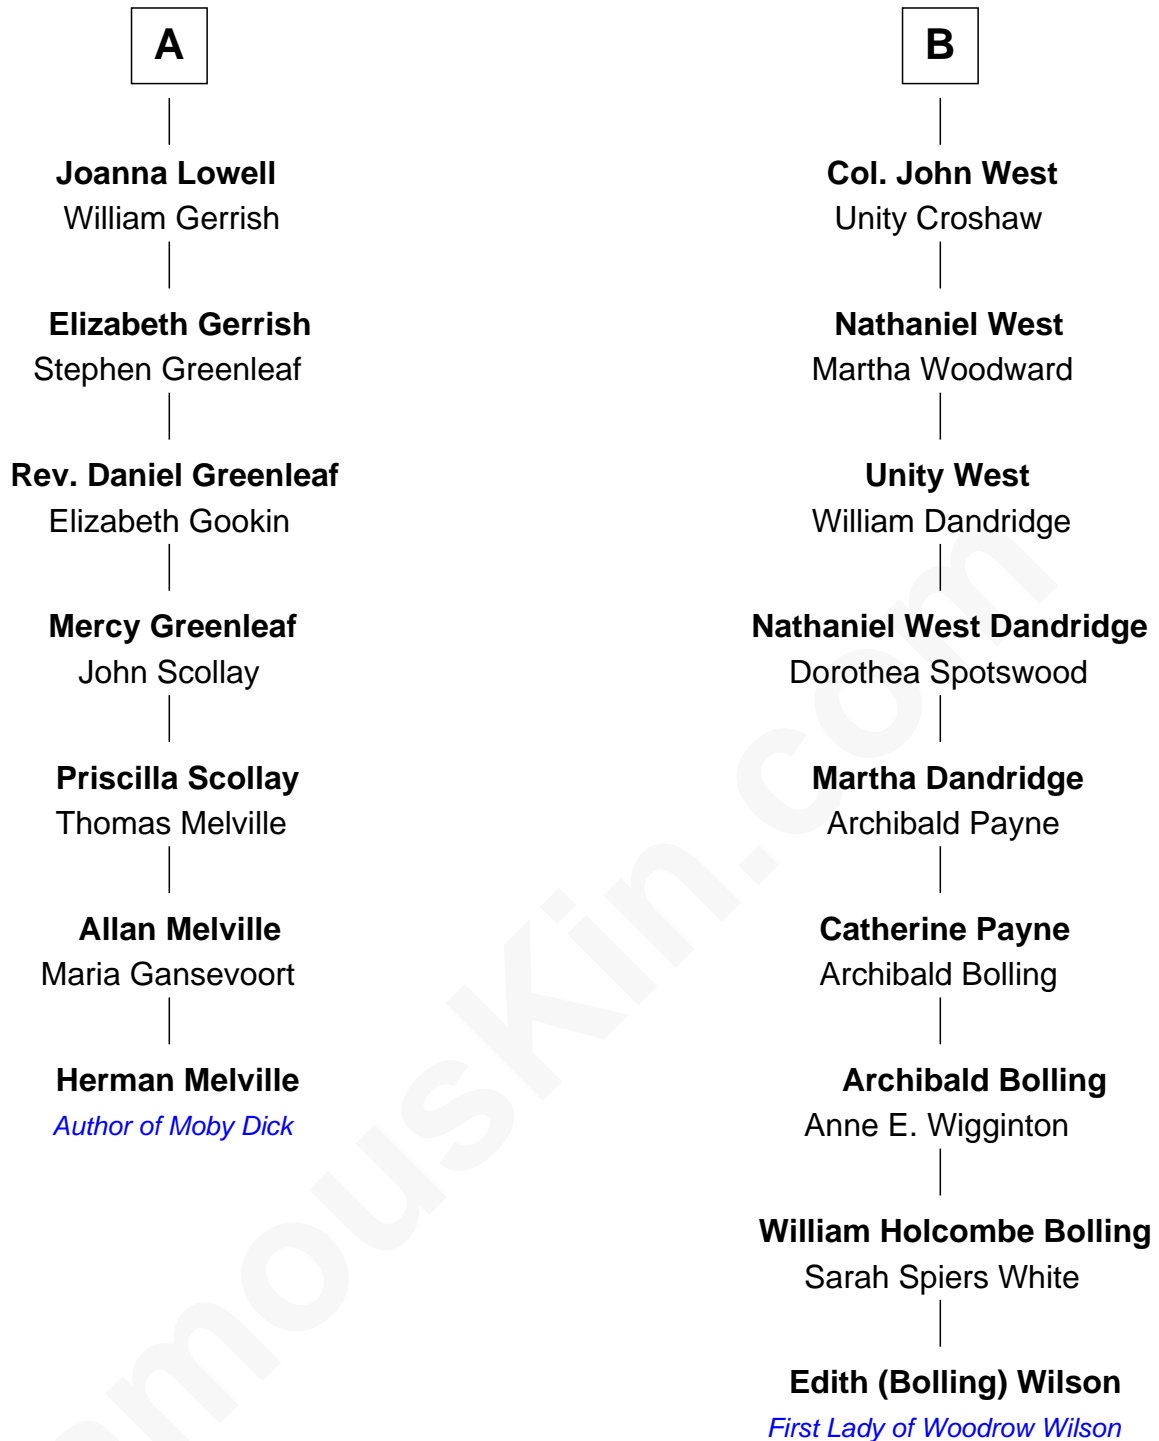 A
Joanna Lowell
William Gerrish
Elizabeth Gerrish
Stephen Greenleaf
Rev. Daniel Greenleaf
Elizabeth Gookin
Mercy Greenleaf
John Scollay
Priscilla Scollay
Thomas Melville
Allan Melville
Maria Gansevoort
Herman Melville
Author of Moby Dick
B
Col. John West
Unity Croshaw
Nathaniel West
Martha Woodward
Unity West
William Dandridge
Nathaniel West Dandridge
Dorothea Spotswood
Martha Dandridge
Archibald Payne
Catherine Payne
Archibald Bolling
Archibald Bolling
Anne E. Wigginton
William Holcombe Bolling
Sarah Spiers White
Edith (Bolling) Wilson
First Lady of Woodrow Wilson
amousKin.com